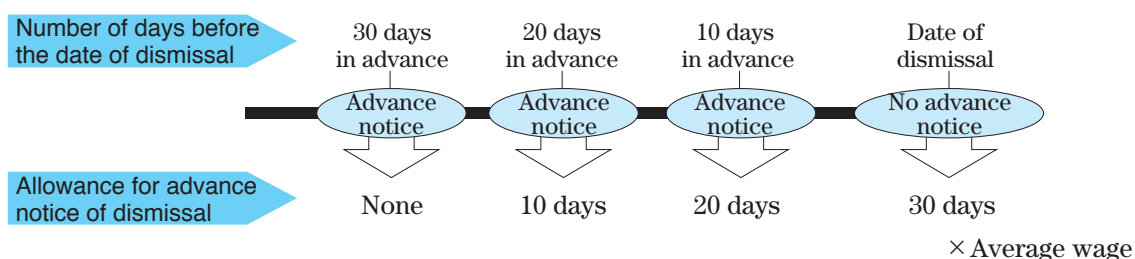 Number of days before
the date of dismissal
30 days
in advance
20 days
in advance
10 days
in advance
Date of
dismissal
Advance
notice
Advance
notice
Advance
notice
No advance
notice
Allowance for advance
notice of dismissal
None
10 days
20 days
30 days
× Average wage